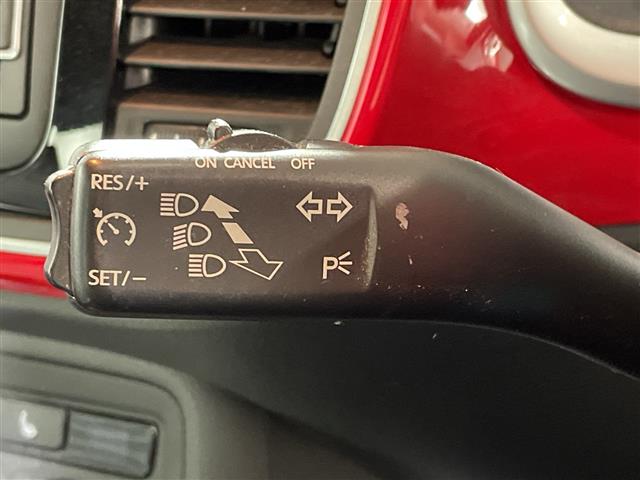 ON CANCEL OFF
RES/+
SET/-
P